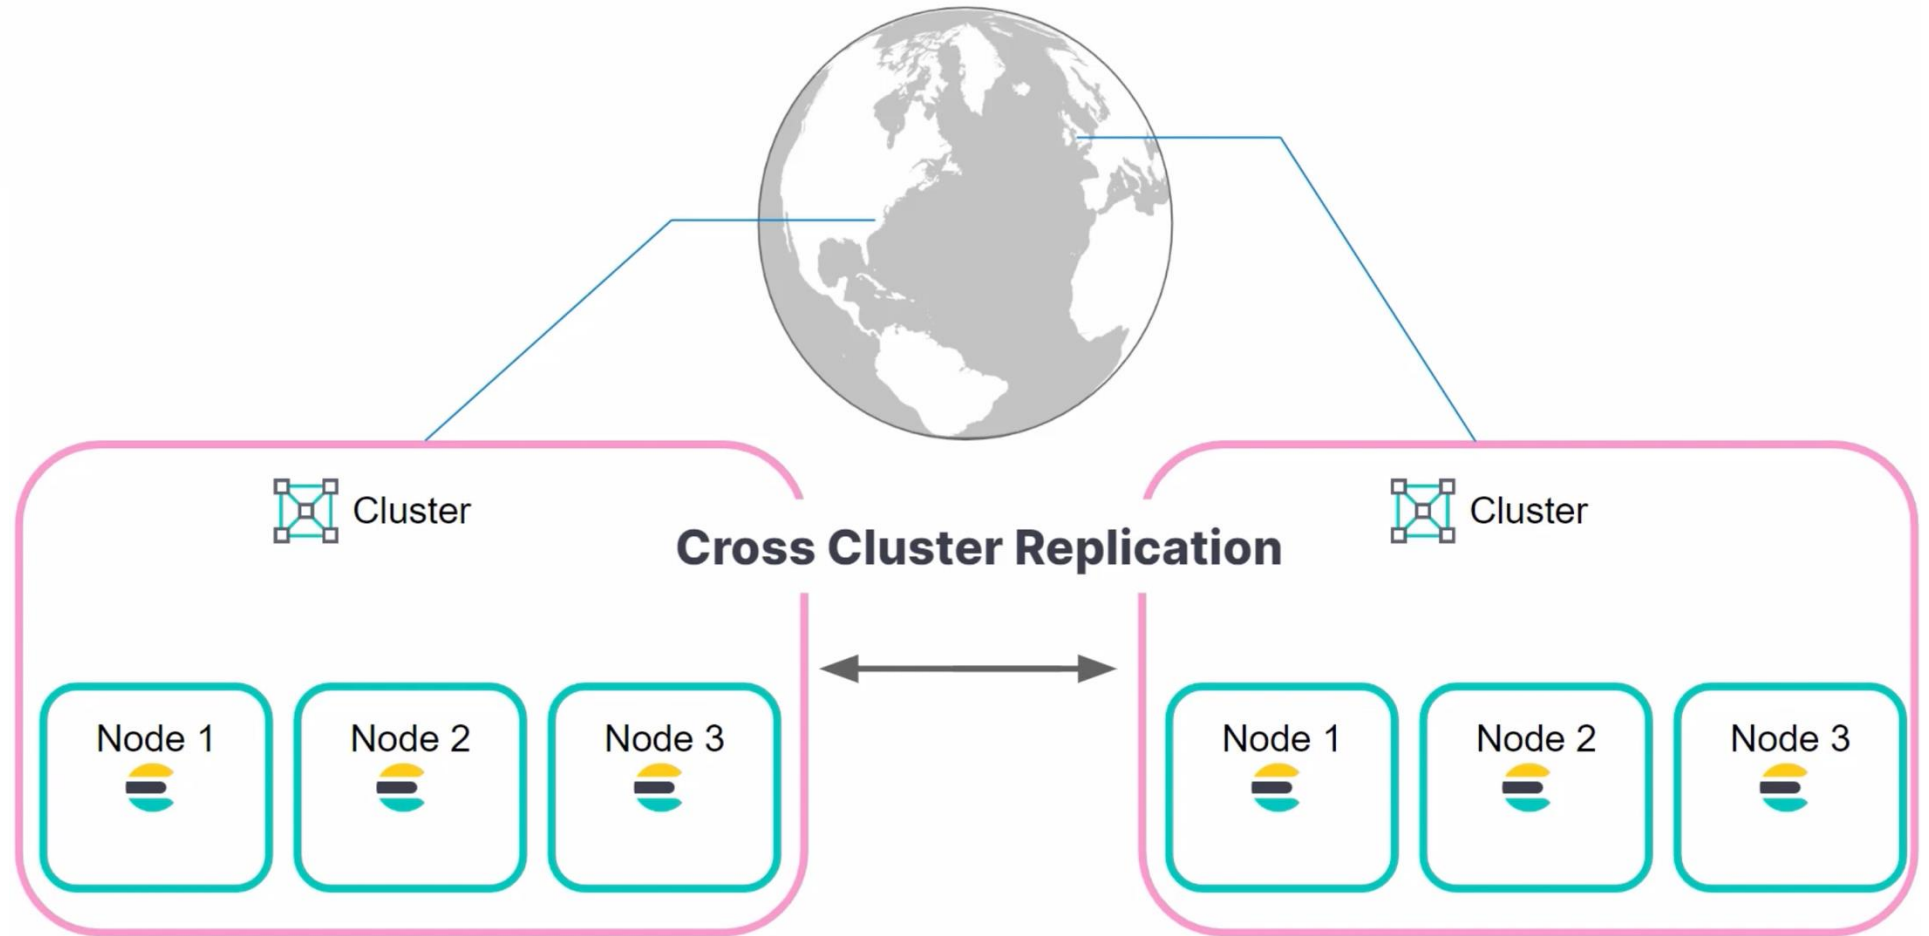 Cluster
Cluster
Cross Cluster Replication
Node 1
Node 2
Node 3
Node 1
Node 2
Node 3